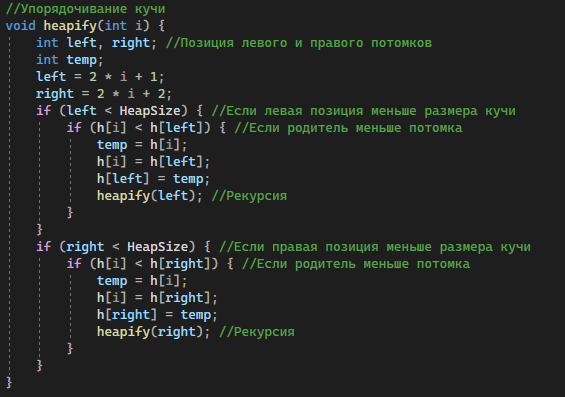 //Упорядочивание кучи
void heapify(int i) {
    int left, right; //Позиция левого и правого потомков
    int temp;
    left = 2 * i + 1;
    right = 2 * i + 2;
    if (left < HeapSize) { //Если левая позиция меньше размера кучи
        if (h[i] < h[left]) { //Если родитель меньше потомка
            temp = h[i];
            h[i] = h[left];
            h[left] = temp;
            heapify(left); //Рекурсия
        }
    }
    if (right < HeapSize) { //Если правая позиция меньше размера кучи
        if (h[i] < h[right]) { //Если родитель меньше потомка
            temp = h[i];
            h[i] = h[right];
            h[right] = temp;
            heapify(right); //Рекурсия
        }
    }
}